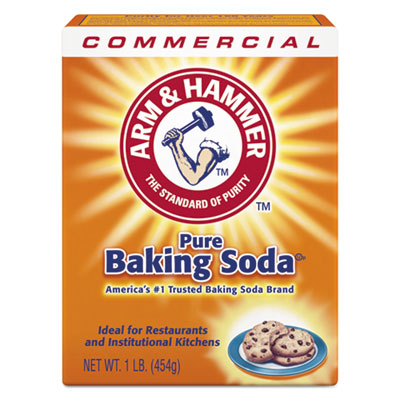 COMMERCIAL
ARM & HAMMER
THE STANDARD OF PURITY
TM
TM
Pure
Baking Soda®
America's #1 Trusted Baking Soda Brand
Ideal for Restaurants
and Institutional Kitchens
NET WT. 1 LB. (454g)